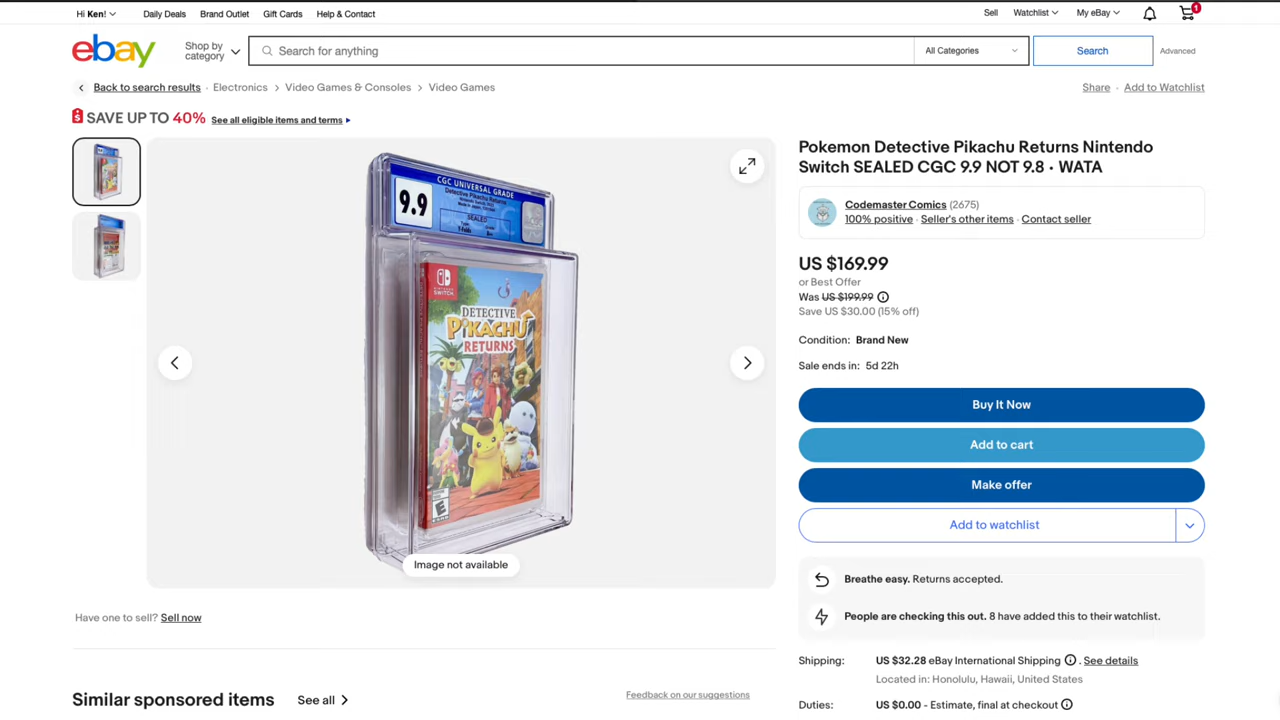 Hi Ken!
Daily Deals
Brand Outlet
Gift Cards
Help & Contact
Sell
Watchlist
My eBay
1
ebay
Shop by
category
Search for anything
All Categories
Search
Advanced
Back to search results · Electronics > Video Games & Consoles > Video Games
Share · Add to Watchlist
SAVE UP TO 40% See all eligible items and terms
CGC UNIVERSAL GRADE
9.9
Detective Pikachu Returns
SEALED
NINTENDO
SWITCH
DETECTIVE
PIKACHU
RETURNS
E
Image not available
Have one to sell? Sell now
Similar sponsored items
See all
Feedback on our suggestions
Pokemon Detective Pikachu Returns Nintendo
Switch SEALED CGC 9.9 NOT 9.8 · WATA
Codemaster Comics (2675)
100% positive · Seller's other items · Contact seller
US $169.99
or Best Offer
Was US $199.99
Save US $30.00 (15% off)
Condition: Brand New
Sale ends in: 5d 22h
Buy It Now
Add to cart
Make offer
Add to watchlist
Breathe easy. Returns accepted.
People are checking this out. 8 have added this to their watchlist.
Shipping: US $32.28 eBay International Shipping . See details
Located in: Honolulu, Hawaii, United States
Duties: US $0.00 - Estimate, final at checkout